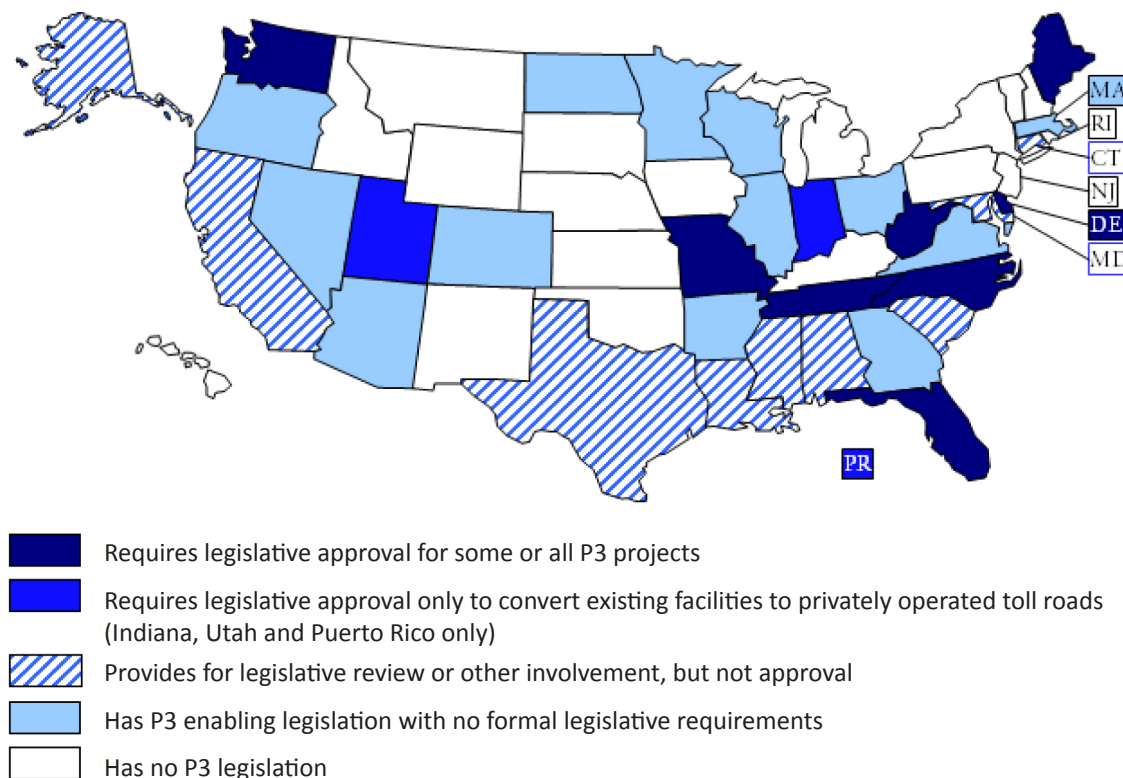 MA
RI
CT
NJ
DE
MD
PR
Requires legislative approval for some or all P3 projects
Requires legislative approval only to convert existing facilities to privately operated toll roads
(Indiana, Utah and Puerto Rico only)
Provides for legislative review or other involvement, but not approval
Has P3 enabling legislation with no formal legislative requirements
Has no P3 legislation